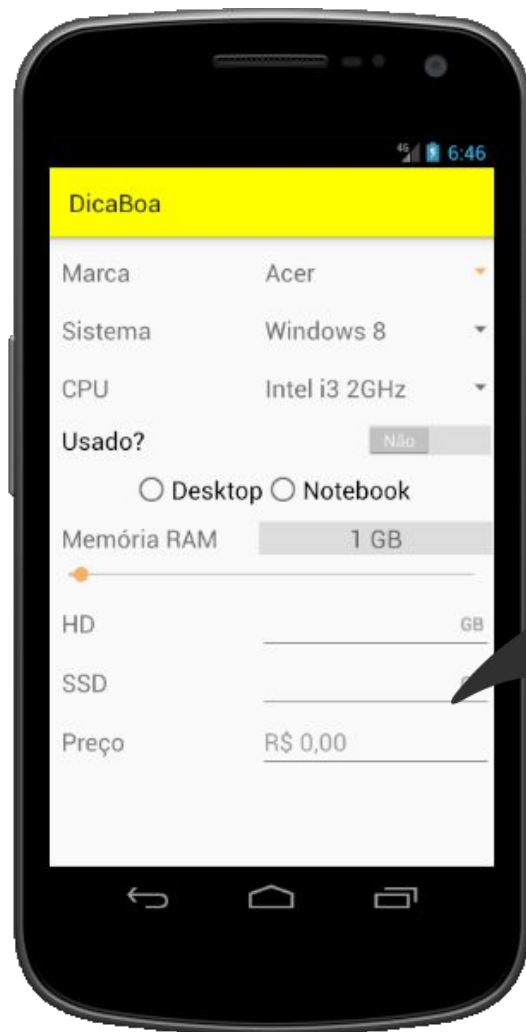 4G 6:46
DicaBoa
Marca Acer
Sistema Windows 8
CPU Intel i3 2GHz
Usado? Não
Desktop Notebook
Memória RAM 1 GB
HD GB
SSD
Preço R$ 0,00